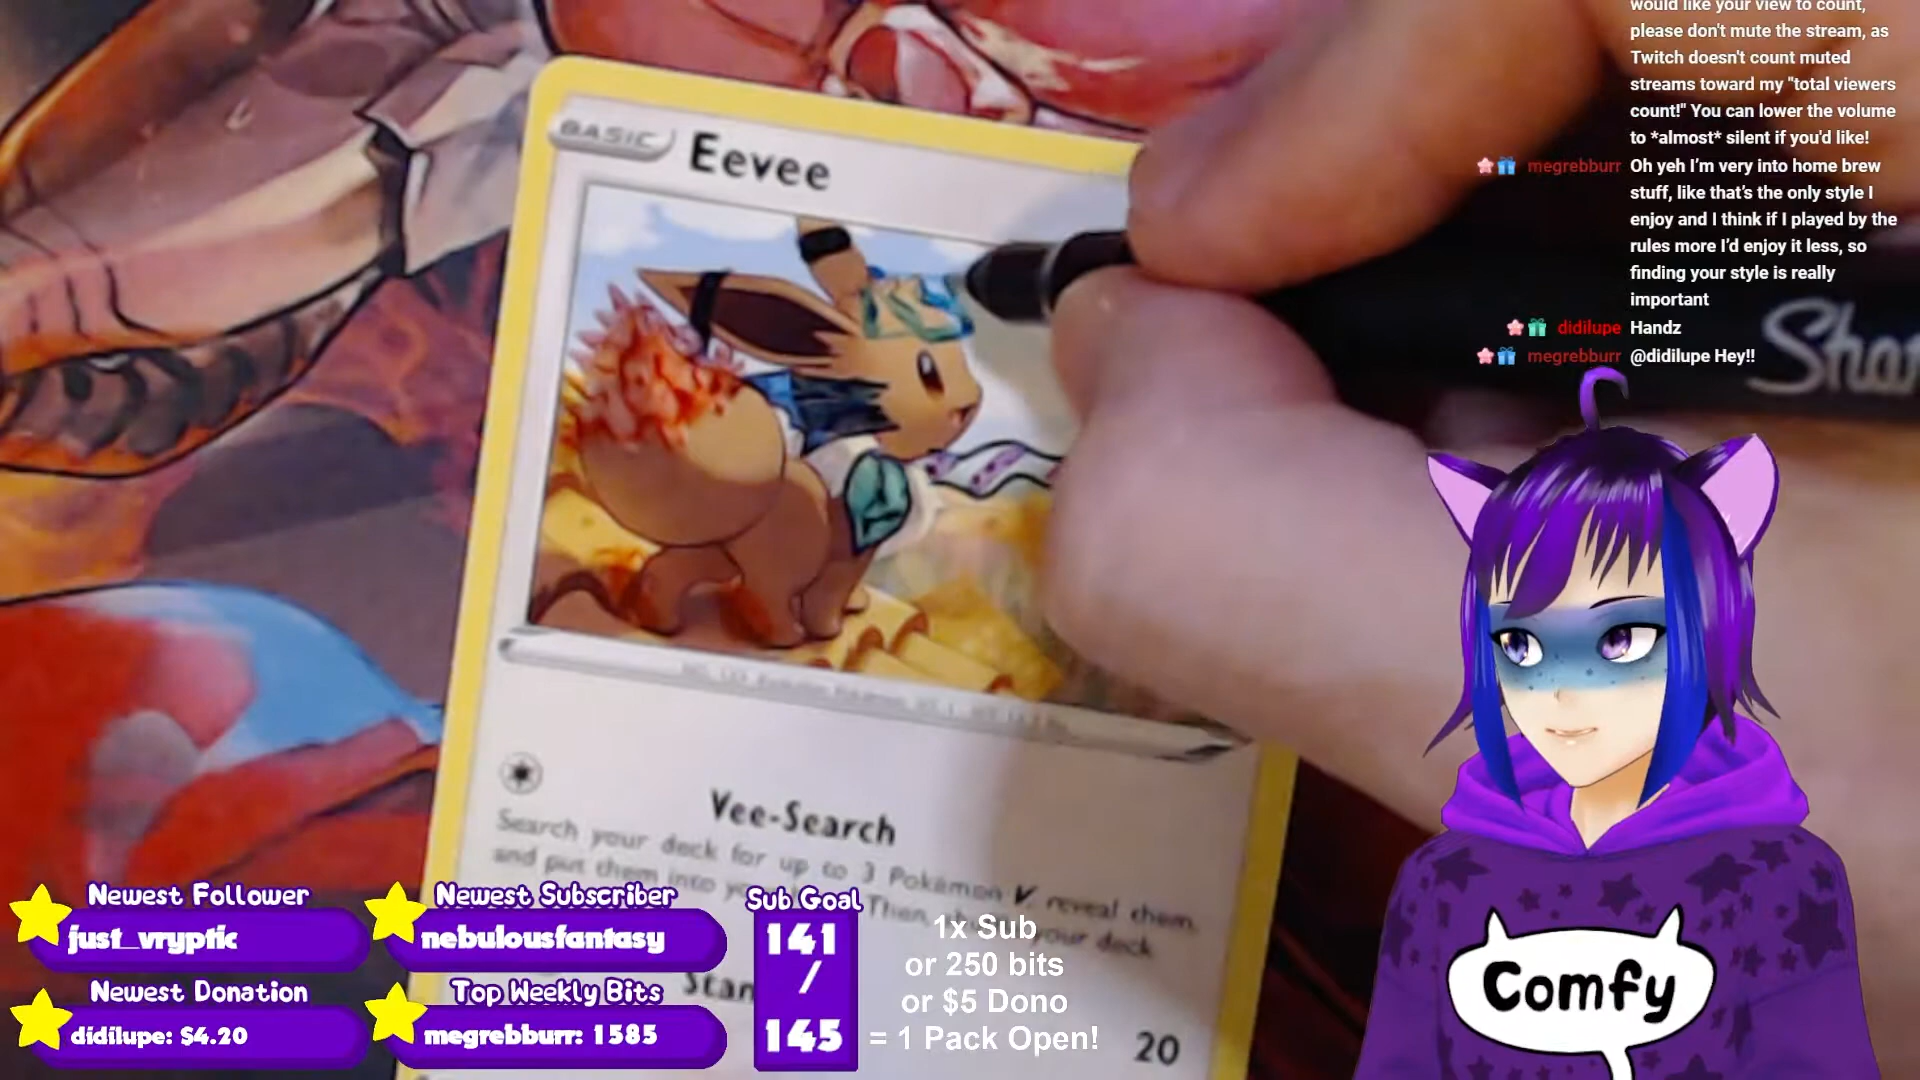 would like your view to count,
please don't mute the stream, as
Twitch doesn't count muted
streams toward my "total viewers
count!" You can lower the volume
to *almost* silent if you'd like!
megrebburr Oh yeh I'm very into home brew
stuff, like that's the only style I
enjoy and I think if I played by the
rules more I'd enjoy it less, so
finding your style is really
important
didilupe Handz
megrebburr @didilupe Hey!!
BASIC Eevee
Shar
Vee-Search
Search your deck for up to 3 Pokémon V, reveal them,
and put them into Then, your deck
Stan
20
Newest Follower
just_vryptic
Newest Subscriber
nebulousfantasy
Newest Donation
didilupe: $4.20
Top Weekly Bits
megrebburr: 1585
Sub Goal
141
/
145
1x Sub
or 250 bits
or $5 Dono
= 1 Pack Open!
Comfy